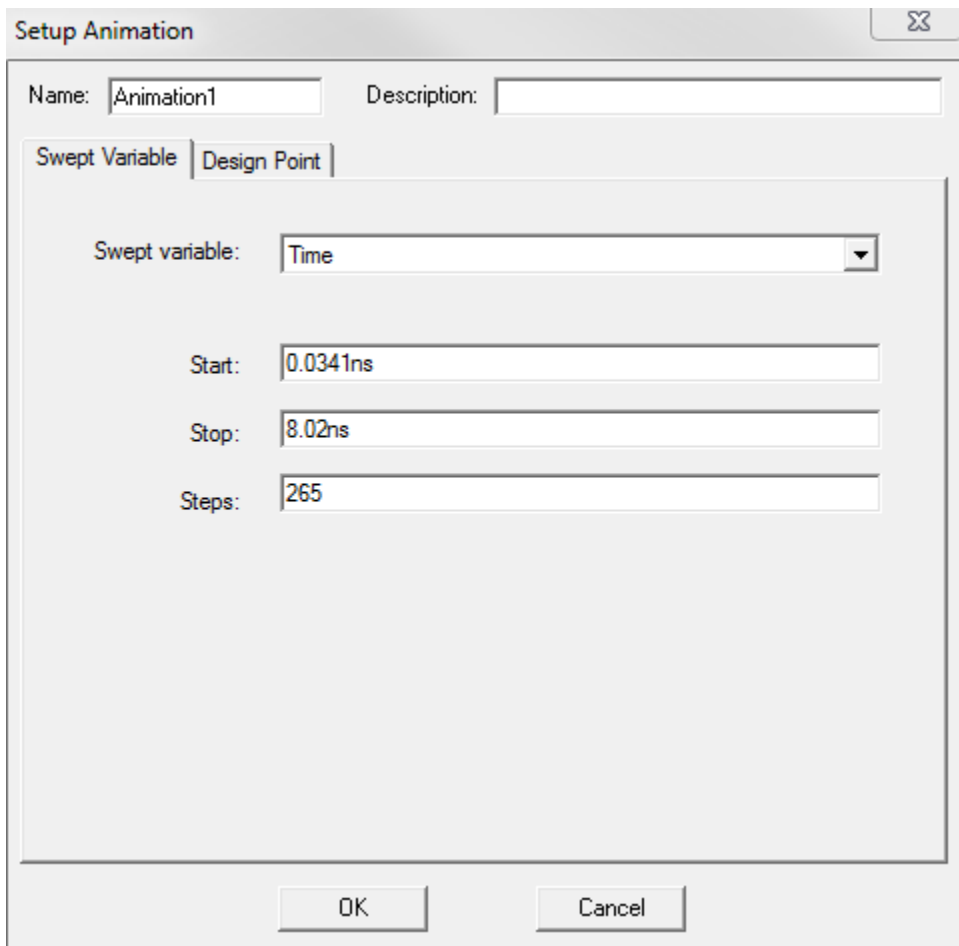 Setup Animation
Name: Animation1 Description:
Swept Variable Design Point
Swept variable: Time
Start: 0.0341ns
Stop: 8.02ns
Steps: 265
OK Cancel